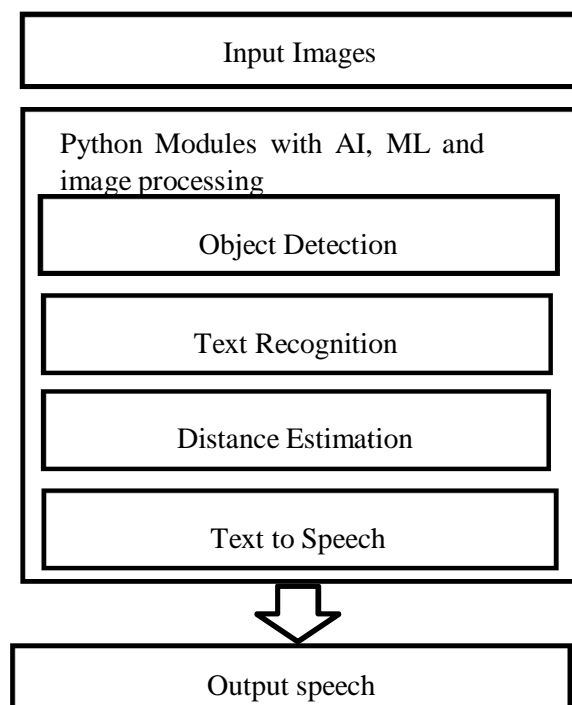 Input Images
Python Modules with AI, ML and
image processing
Object Detection
Text Recognition
Distance Estimation
Text to Speech
Output speech